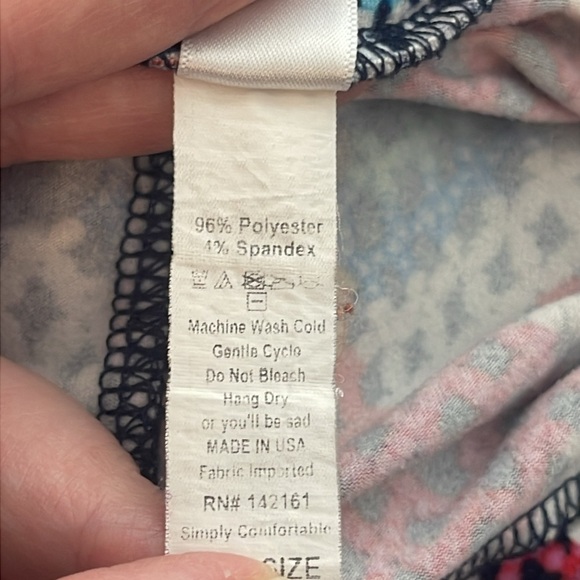 96% Polyester
4% Spandex
Machine Wash Cold
Gentle Cycle
Do Not Bleach
Hang Dry
or you'll be sad
MADE IN USA
Fabric Imported
RN# 142161
Simply Comfortable
SIZE